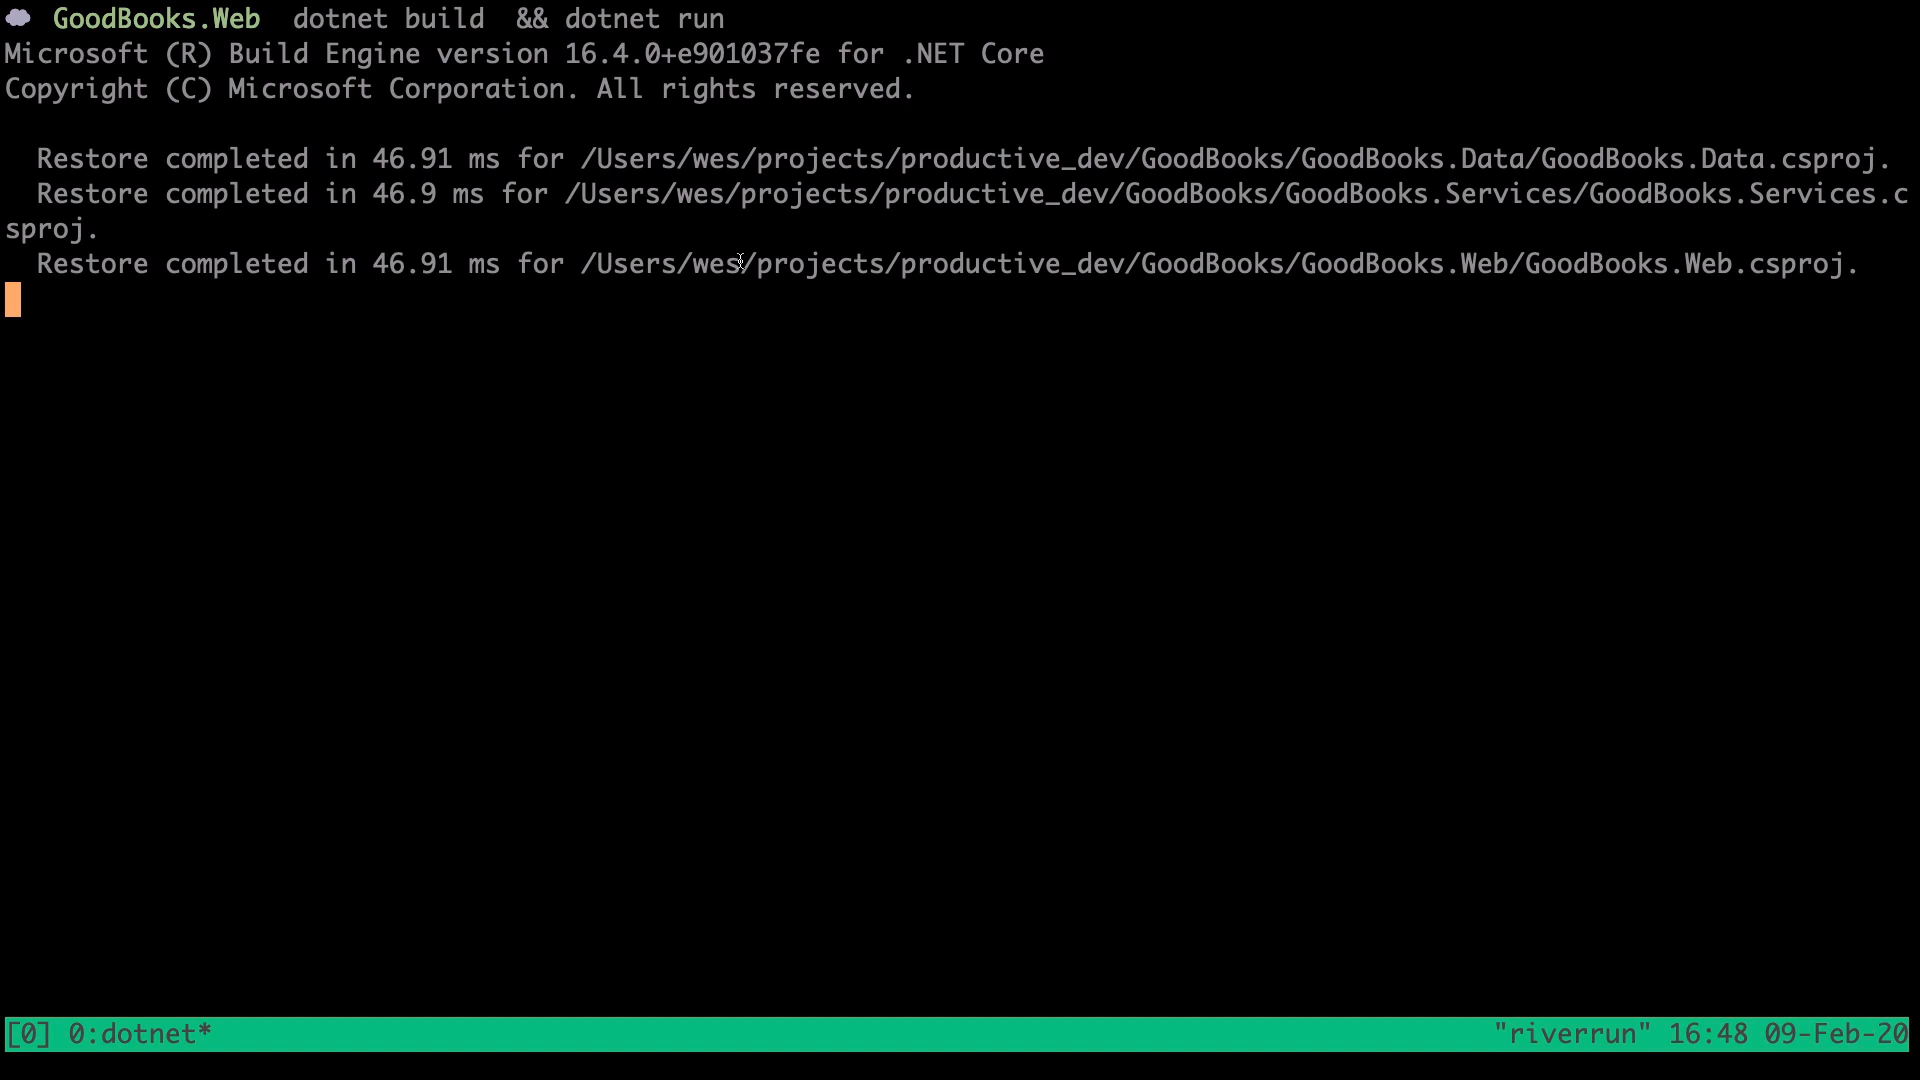 GoodBooks.Web  dotnet build  && dotnet run
Microsoft (R) Build Engine version 16.4.0+e901037fe for .NET Core
Copyright (C) Microsoft Corporation. All rights reserved.

  Restore completed in 46.91 ms for /Users/wes/projects/productive_dev/GoodBooks/GoodBooks.Data/GoodBooks.Data.csproj.
  Restore completed in 46.9 ms for /Users/wes/projects/productive_dev/GoodBooks/GoodBooks.Services/GoodBooks.Services.c
sproj.
  Restore completed in 46.91 ms for /Users/wes/projects/productive_dev/GoodBooks/GoodBooks.Web/GoodBooks.Web.csproj.
[0] 0:dotnet* "riverrun" 16:48 09-Feb-20